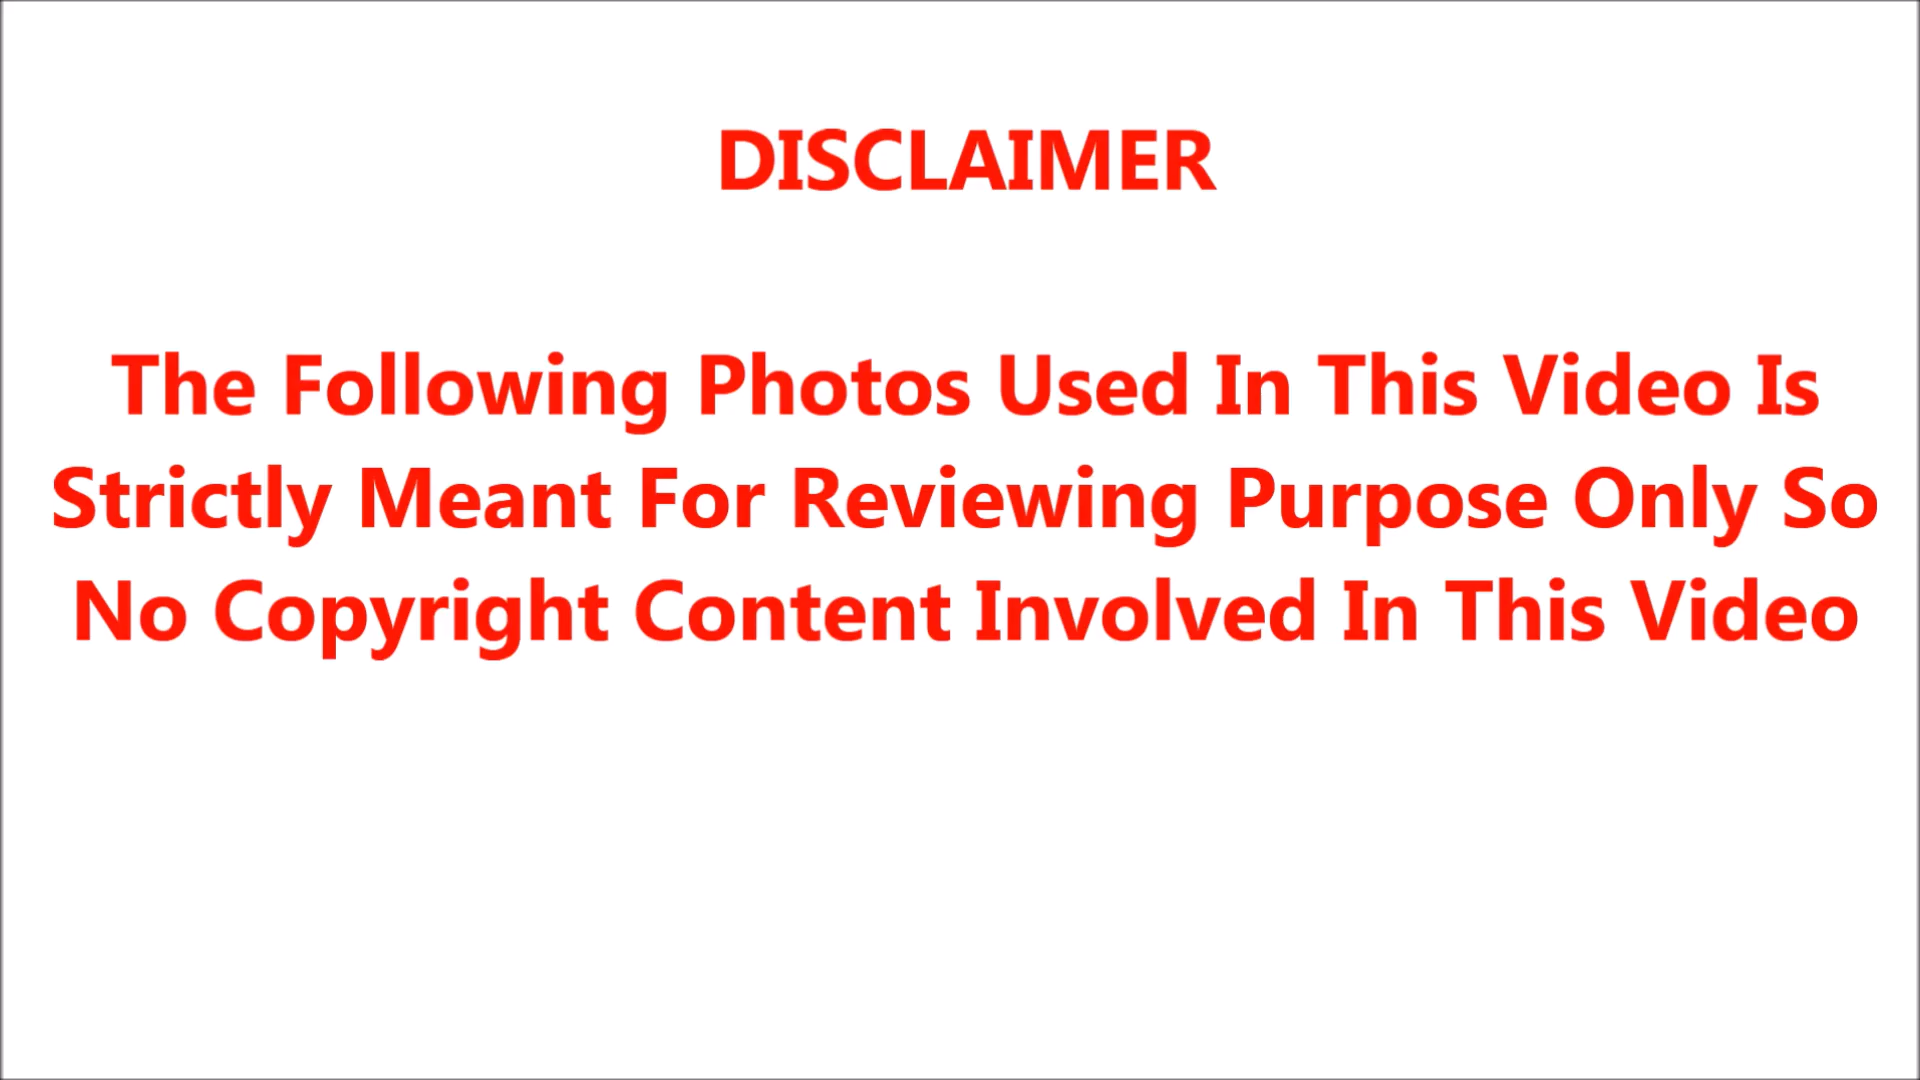 DISCLAIMER
The Following Photos Used In This Video Is
Strictly Meant For Reviewing Purpose Only So
No Copyright Content Involved In This Video